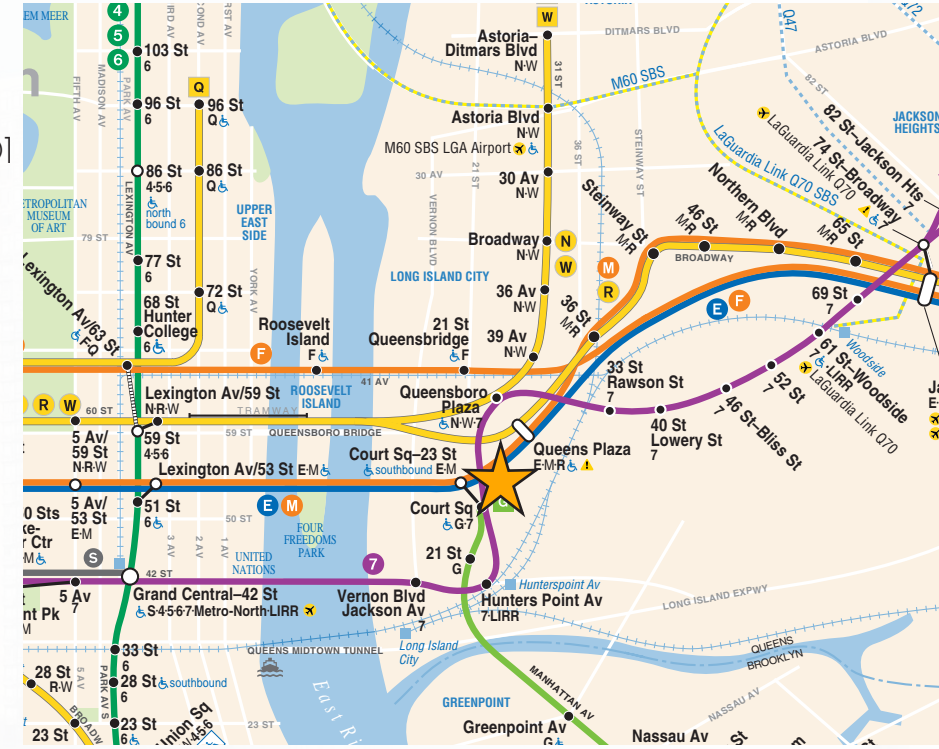 EM MEER
4
5
6
103 St
6
MADISON AV
PARK AV
FIFTH AV
96 St
6
Q
96 St
Q
W
Astoria–
Ditmars Blvd
N·W
31 ST
DITMARS BLVD
M60 SBS
Q47
82 ST
ASTORIA BLVD
Astoria Blvd
N·W
M60 SBS LGA Airport
36 ST
STEINWAY ST
21 ST
30 AV
30 Av
N·W
LaGuardia Link Q70 SBS
82 St–Jackson Hts
7
74 St–Broadway
LaGuardia Link Q70
7
JACKSON
HEIGHTS
86 St
4·5·6
north
bound 6
86 St
Q
LEXINGTON AV
METROPOLITAN
MUSEUM
OF ART
79 ST
UPPER
EAST
SIDE
77 St
6
YORK AV
VERNON BLVD
LONG ISLAND CITY
Broadway
N·W
N
W
Steinway St
M·R
46 St
M·R
Northern Blvd
M·R
65 St
M·R
BROADWAY
M
R
36 Av
N·W
36 St
M·R
E
F
69 St
7
72 St
Q
68 St
Hunter
College
6
Lexington Av/63 St
F·Q
F
Roosevelt
Island
F
21 St
Queensbridge
F
39 Av
N·W
41 AV
ROOSEVELT
ISLAND
Woodside
61 St–Woodside
7·LIRR
LaGuardia Link Q70
52 St
7
46 St–Bliss St
7
40 St
Lowery St
7
33 St
Rawson St
7
Queensboro
Plaza
N·W·7
Lexington Av/59 St
N·R·W
R
W
60 ST
TRAMWAY
59 ST
QUEENSBORO BRIDGE
5 Av/
59 St
N·R·W
59 St
4·5·6
Court Sq–23 St
southbound E·M
Queens Plaza
E·M·R
Lexington Av/53 St E·M
5 Av/
53 St
E·M
51 St
6
E
M
50 ST
3 AV
2 AV
1 AV
FOUR
FREEDOMS
PARK
UNITED
NATIONS
Court Sq
G·7
G
21 St
G
S
7
42 ST
5 Av
7
Grand Central–42 St
S·4·5·6·7·Metro-North·LIRR
Vernon Blvd
Jackson Av
7
Hunters Point Av
7·LIRR
Hunterspoint Av
Long Island
City
LONG ISLAND EXPWY
QUEENS
BROOKLYN
QUEENS MIDTOWN TUNNEL
33 St
6
28 St
6
southbound
23 St
6
28 St
R·W
23 St
5 AV
PARK AV S
BROADW
Union Sq
23 ST
East Ri
GREENPOINT
MANHATTAN AV
NASSAU AV
Greenpoint Av
G
Nassau Av